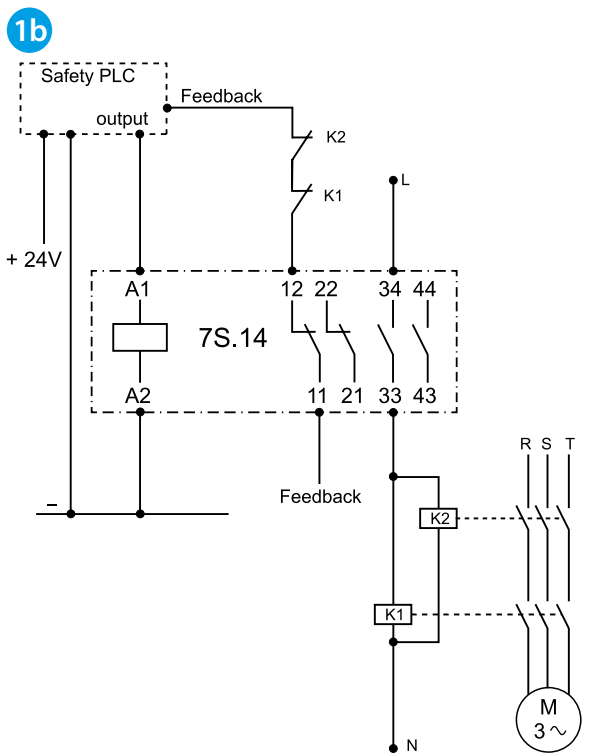 1b
Safety PLC
Feedback
output
K2
K1
L
+ 24V
A1
12 22
34 44
7S.14
A2
11 21
33 43
Feedback
R S T
–
K2
K1
M
3 ~
N